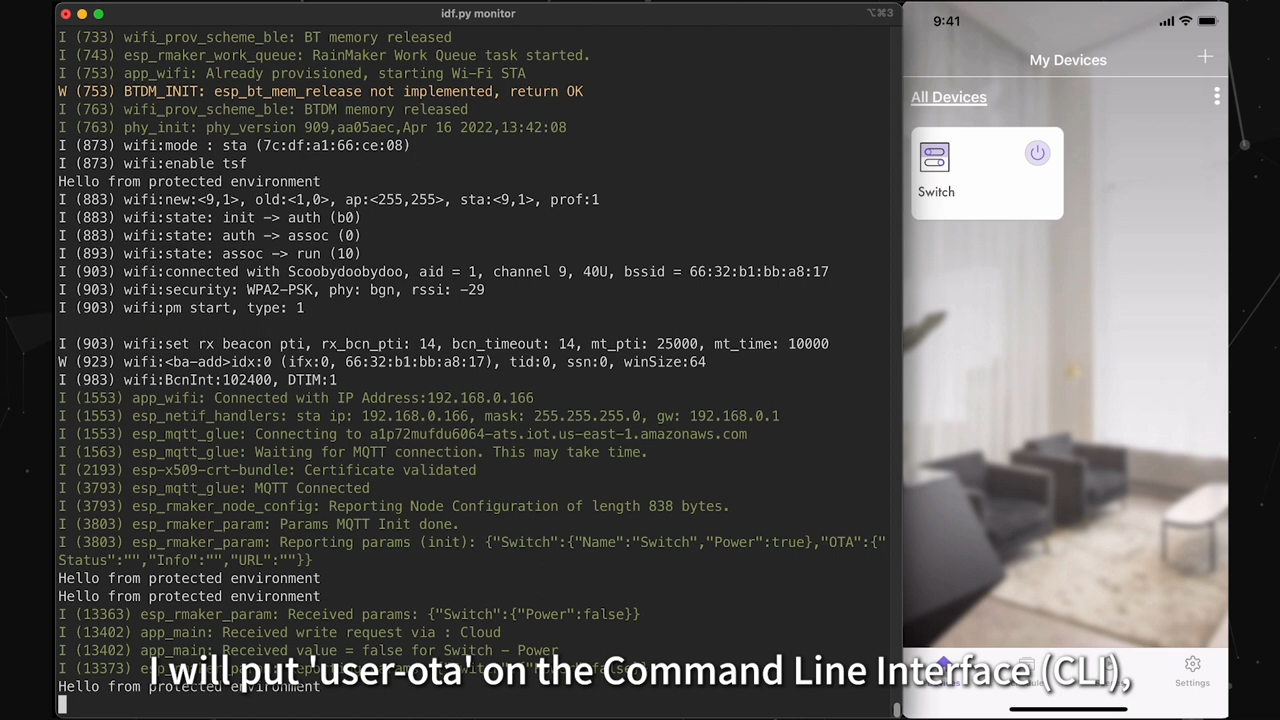 idf.py monitor
⌥⌘3
I (733) wifi_prov_scheme_ble: BT memory released
I (743) esp_rmaker_work_queue: RainMaker Work Queue task started.
I (753) app_wifi: Already provisioned, starting Wi-Fi STA
W (753) BTDM_INIT: esp_bt_mem_release not implemented, return OK
I (763) wifi_prov_scheme_ble: BTDM memory released
I (763) phy_init: phy_version 909,aa05aec,Apr 16 2022,13:42:08
I (873) wifi:mode : sta (7c:df:a1:66:ce:08)
I (873) wifi:enable tsf
Hello from protected environment
I (883) wifi:new:<9,1>, old:<1,0>, ap:<255,255>, sta:<9,1>, prof:1
I (883) wifi:state: init -> auth (b0)
I (883) wifi:state: auth -> assoc (0)
I (893) wifi:state: assoc -> run (10)
I (903) wifi:connected with Scoobydoobydoo, aid = 1, channel 9, 40U, bssid = 66:32:b1:bb:a8:17
I (903) wifi:security: WPA2-PSK, phy: bgn, rssi: -29
I (903) wifi:pm start, type: 1
I (903) wifi:set rx beacon pti, rx_bcn_pti: 14, bcn_timeout: 14, mt_pti: 25000, mt_time: 10000
W (923) wifi:<ba-add>idx:0 (ifx:0, 66:32:b1:bb:a8:17), tid:0, ssn:0, winSize:64
I (983) wifi:BcnInt:102400, DTIM:1
I (1553) app_wifi: Connected with IP Address:192.168.0.166
I (1553) esp_netif_handlers: sta ip: 192.168.0.166, mask: 255.255.255.0, gw: 192.168.0.1
I (1553) esp_mqtt_glue: Connecting to a1p72mufdu6064-ats.iot.us-east-1.amazonaws.com
I (1563) esp_mqtt_glue: Waiting for MQTT connection. This may take time.
I (2193) esp-x509-crt-bundle: Certificate validated
I (3793) esp_mqtt_glue: MQTT Connected
I (3793) esp_rmaker_node_config: Reporting Node Configuration of length 838 bytes.
I (3803) esp_rmaker_param: Params MQTT Init done.
I (3803) esp_rmaker_param: Reporting params (init): {"Switch":{"Name":"Switch","Power":true},"OTA":{"
Status":"","Info":"","URL":""}}
Hello from protected environment
Hello from protected environment
I (13363) esp_rmaker_param: Received params: {"Switch":{"Power":false}}
I (13402) app_main: Received write request via : Cloud
I (13402) app_main: Received value = false for Switch - Power
I (13373)
Hello from protected environment
I will put 'user-ota' on the Command Line Interface (CLI),
9:41
My Devices
All Devices
Switch
Settings